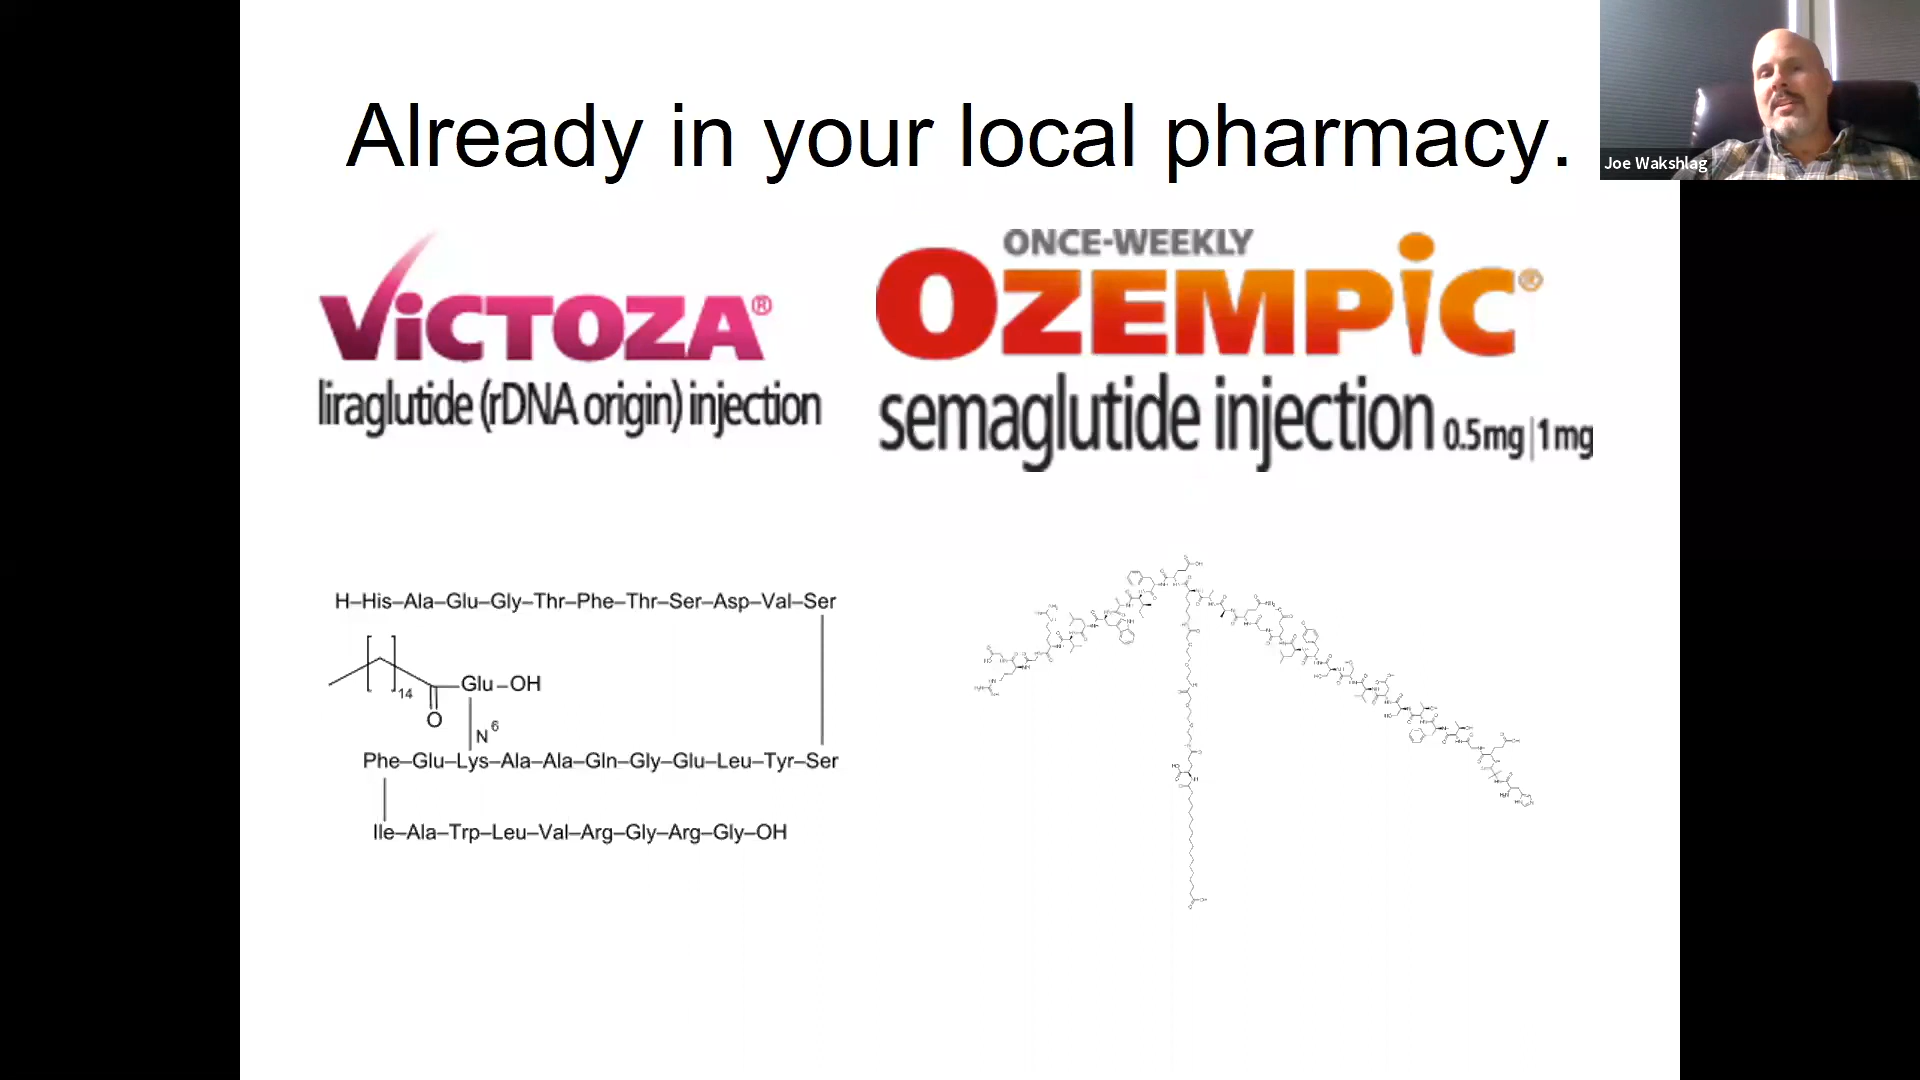 Already in your local pharmacy.
Joe Wakshlag
ViCTOZA®
liraglutide (rDNA origin) injection
ONCE-WEEKLY
OZEMPiC®
semaglutide injection 0.5mg|1mg
H–His–Ala–Glu–Gly–Thr–Phe–Thr–Ser–Asp–Val–Ser
14
O
Glu–OH
N6
Phe–Glu–Lys–Ala–Ala–Gln–Gly–Glu–Leu–Tyr–Ser
Ile–Ala–Trp–Leu–Val–Arg–Gly–Arg–Gly–OH